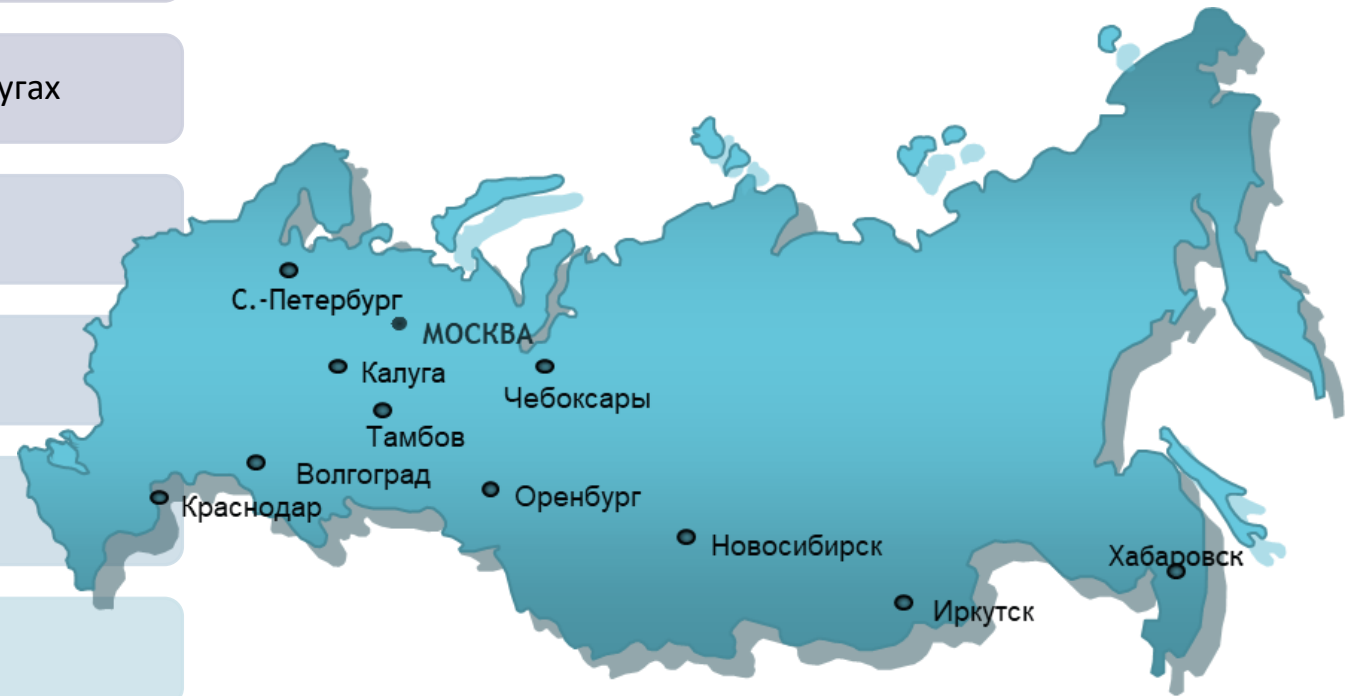 угах
С.-Петербург
МОСКВА
Калуга
Чебоксары
Тамбов
Волгоград
Оренбург
Краснодар
Новосибирск
Хабаровск
Иркутск